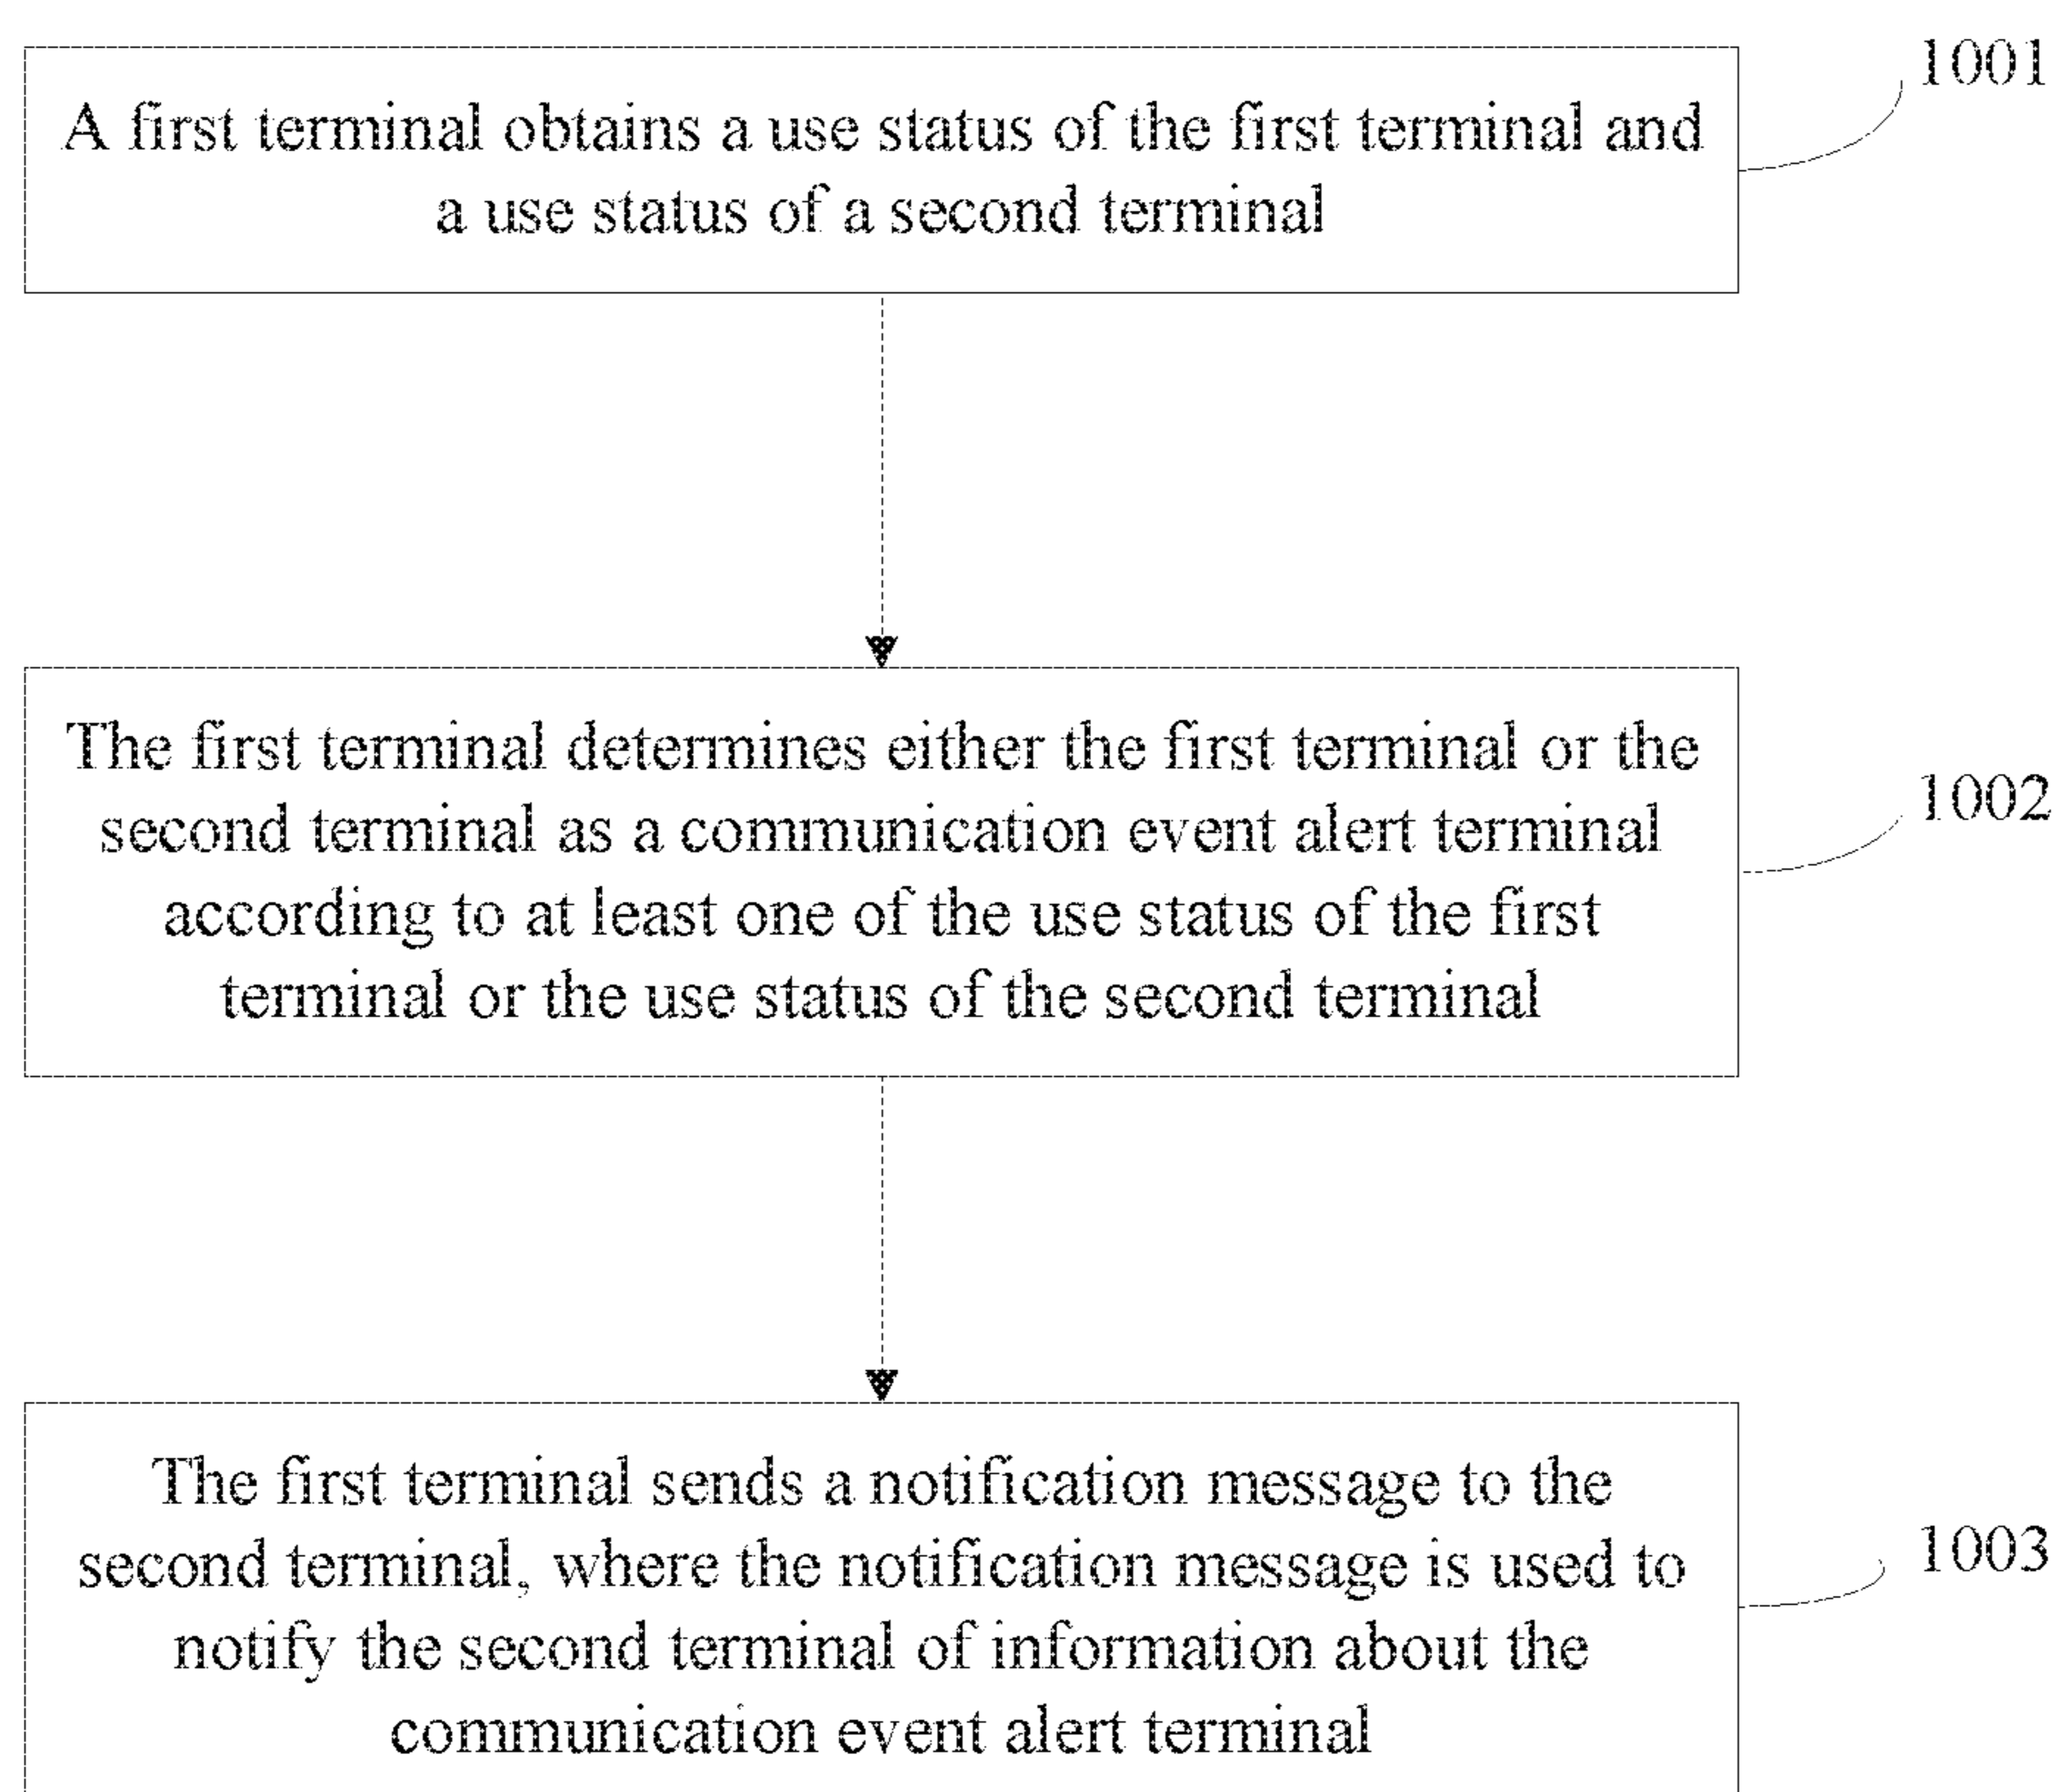 1001
A first terminal obtains a use status of the first terminal and
a use status of a second terminal
The first terminal determines either the first terminal or the
second terminal as a communication event alert terminal
according to at least one of the use status of the first
terminal or the use status of the second terminal
1002
The first terminal sends a notification message to the
second terminal, where the notification message is used to
notify the second terminal of information about the
communication event alert terminal
1003